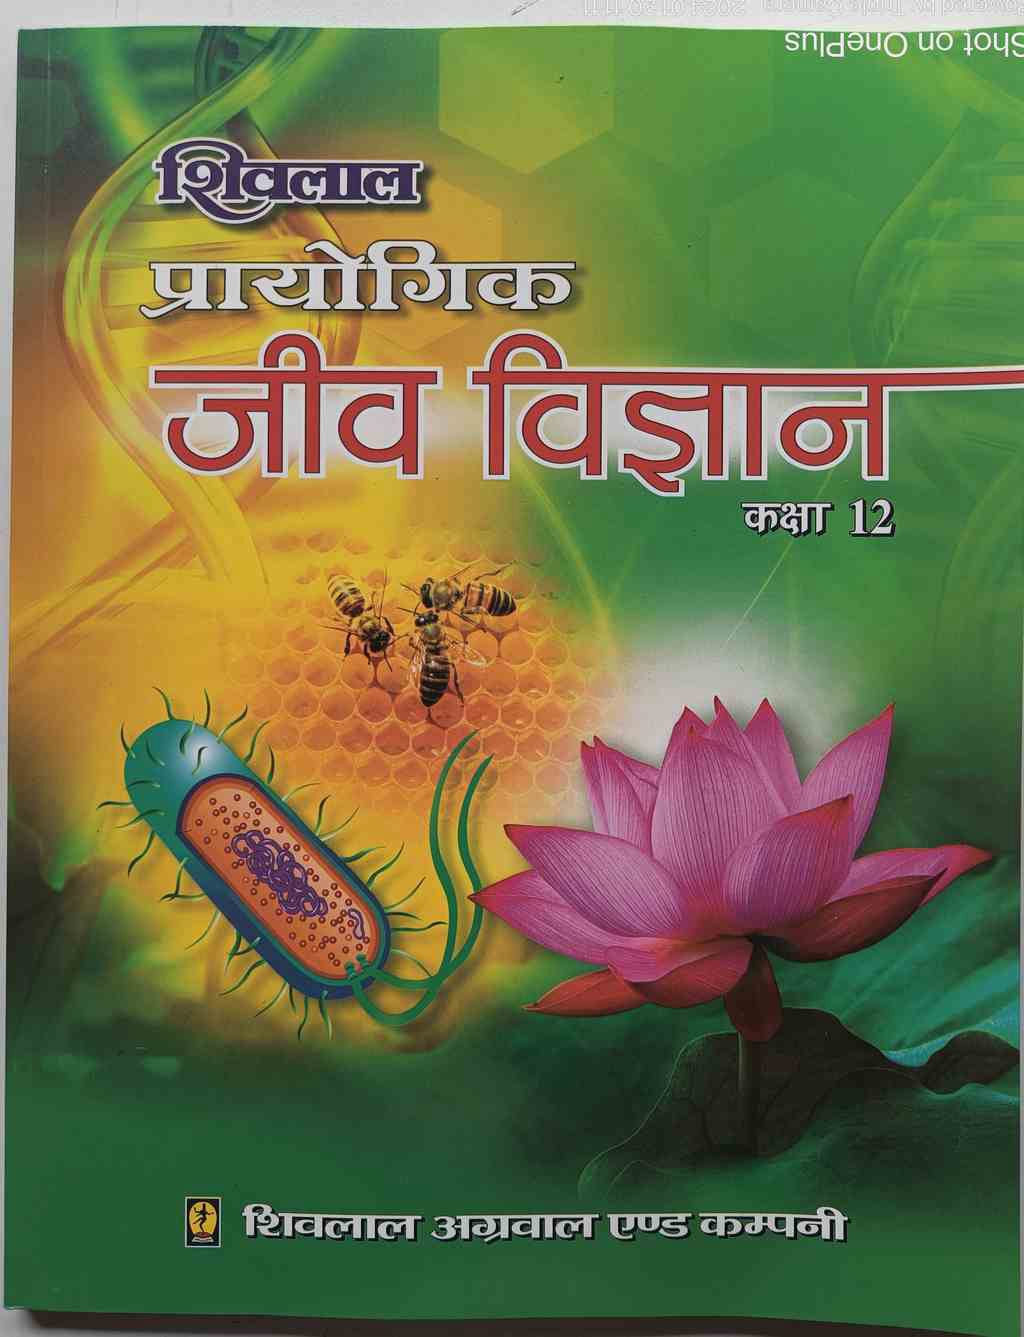 Shot on OnePlus
शिवलाल
प्रायोगिक
जीव विज्ञान
कक्षा 12
शिवलाल अग्रवाल एण्ड कम्पनी